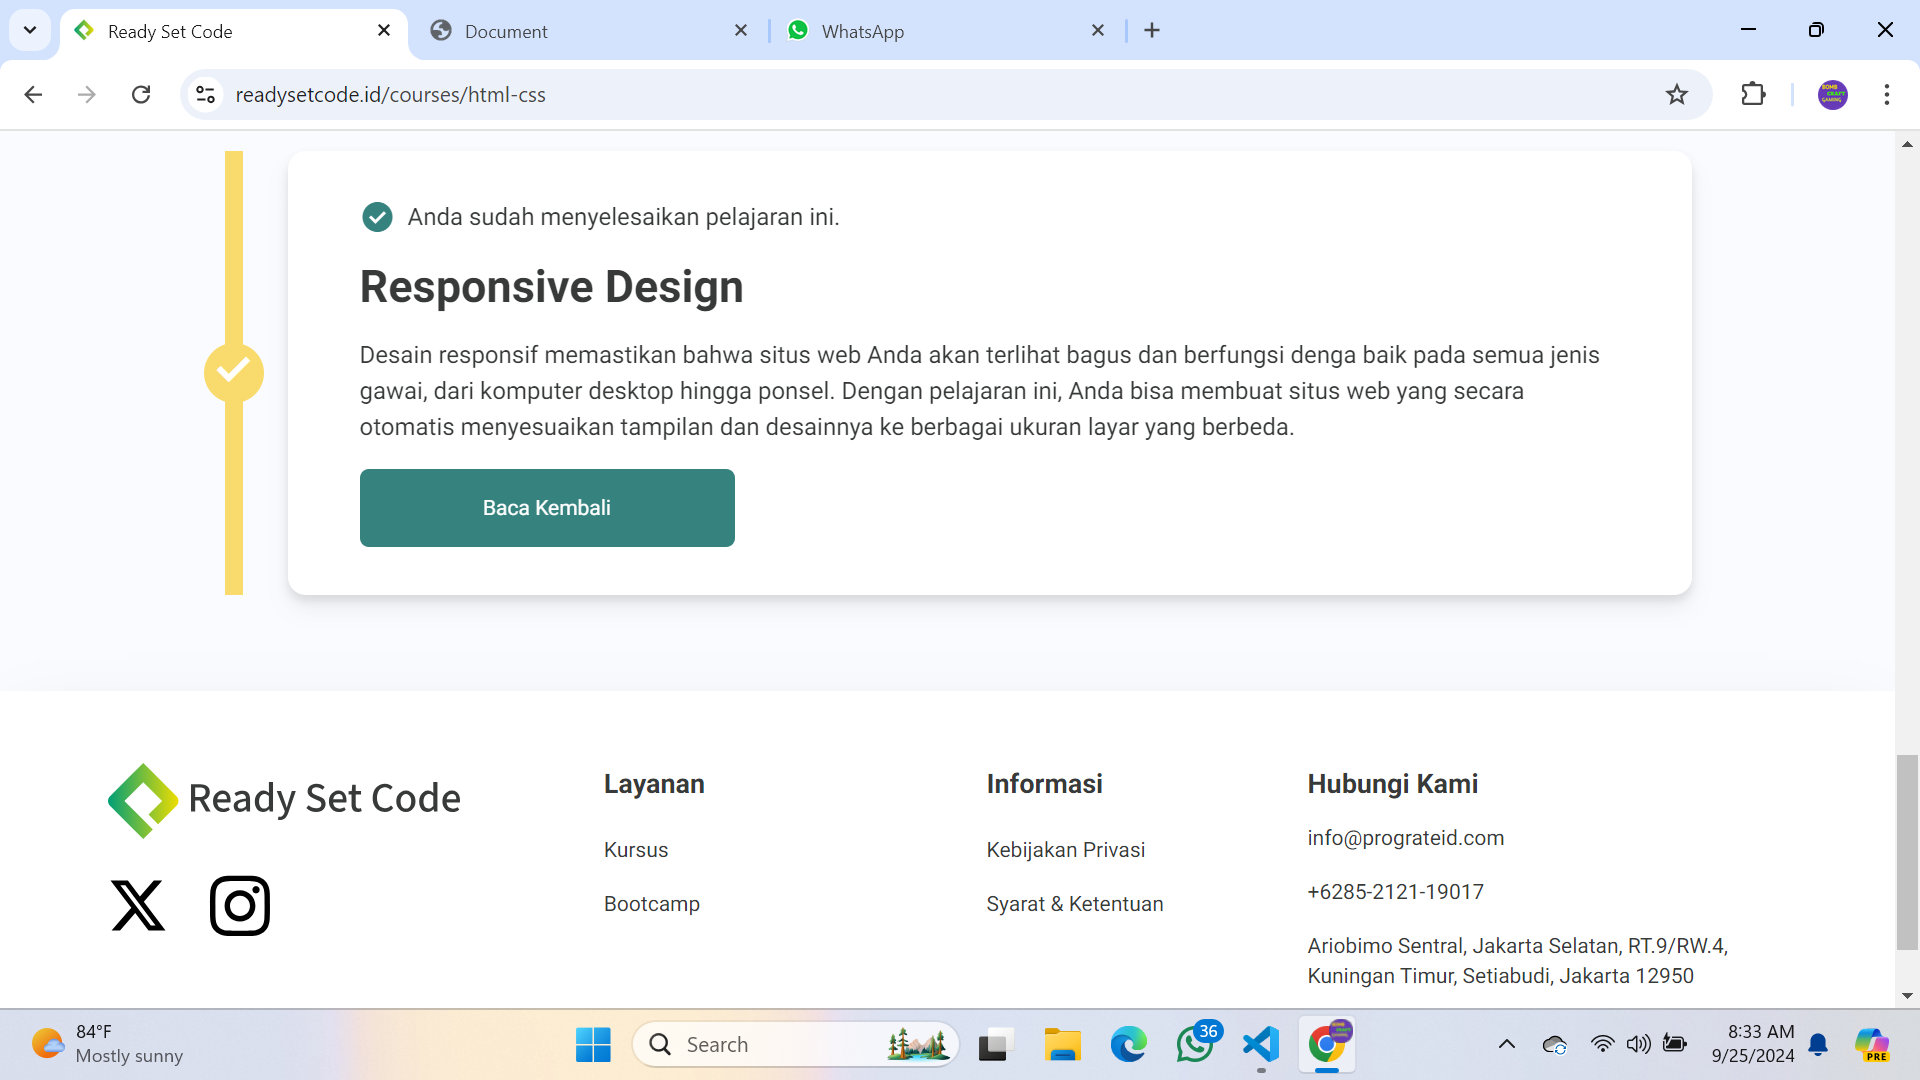 Ready Set Code
Document
WhatsApp
readysetcode.id/courses/html-css
BOMB
CRAFT
GAMING
Anda sudah menyelesaikan pelajaran ini.
Responsive Design
Desain responsif memastikan bahwa situs web Anda akan terlihat bagus dan berfungsi denga baik pada semua jenis
gawai, dari komputer desktop hingga ponsel. Dengan pelajaran ini, Anda bisa membuat situs web yang secara
otomatis menyesuaikan tampilan dan desainnya ke berbagai ukuran layar yang berbeda.
Baca Kembali
Ready Set Code
Layanan
Kursus
Bootcamp
Informasi
Kebijakan Privasi
Syarat & Ketentuan
Hubungi Kami
info@prograteid.com
+6285-2121-19017
Ariobimo Sentral, Jakarta Selatan, RT.9/RW.4,
Kuningan Timur, Setiabudi, Jakarta 12950
84°F
Mostly sunny
Search
36
8:33 AM
9/25/2024
PRE